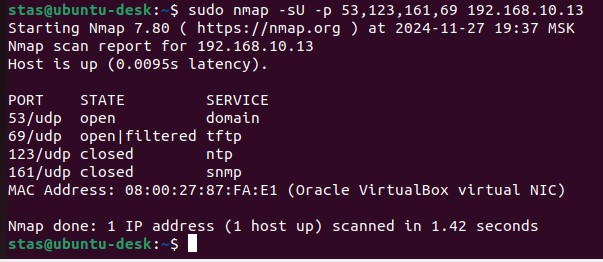 stas@ubuntu-desk:~$ sudo nmap -sU -p 53,123,161,69 192.168.10.13
Starting Nmap 7.80 ( https://nmap.org ) at 2024-11-27 19:37 MSK
Nmap scan report for 192.168.10.13
Host is up (0.0095s latency).

PORT    STATE         SERVICE
53/udp  open          domain
69/udp  open|filtered tftp
123/udp closed        ntp
161/udp closed        snmp
MAC Address: 08:00:27:87:FA:E1 (Oracle VirtualBox virtual NIC)

Nmap done: 1 IP address (1 host up) scanned in 1.42 seconds
stas@ubuntu-desk:~$